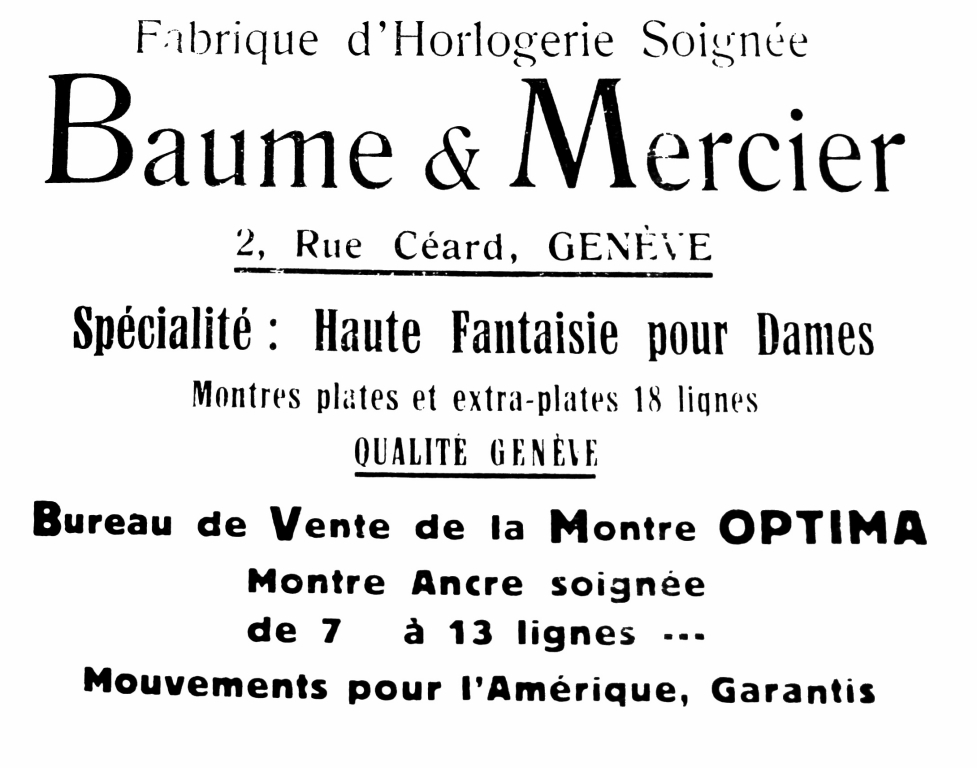 Fabrique d'Horlogerie Soignée
Baume & Mercier
2, Rue Céard, GENÈVE
Spécialité : Haute Fantaisie pour Dames
Montres plates et extra-plates 18 lignes
QUALITÉ GENÈVE
Bureau de Vente de la Montre OPTIMA
Montre Ancre soignée
de 7 à 13 lignes ---
Mouvements pour l'Amérique, Garantis